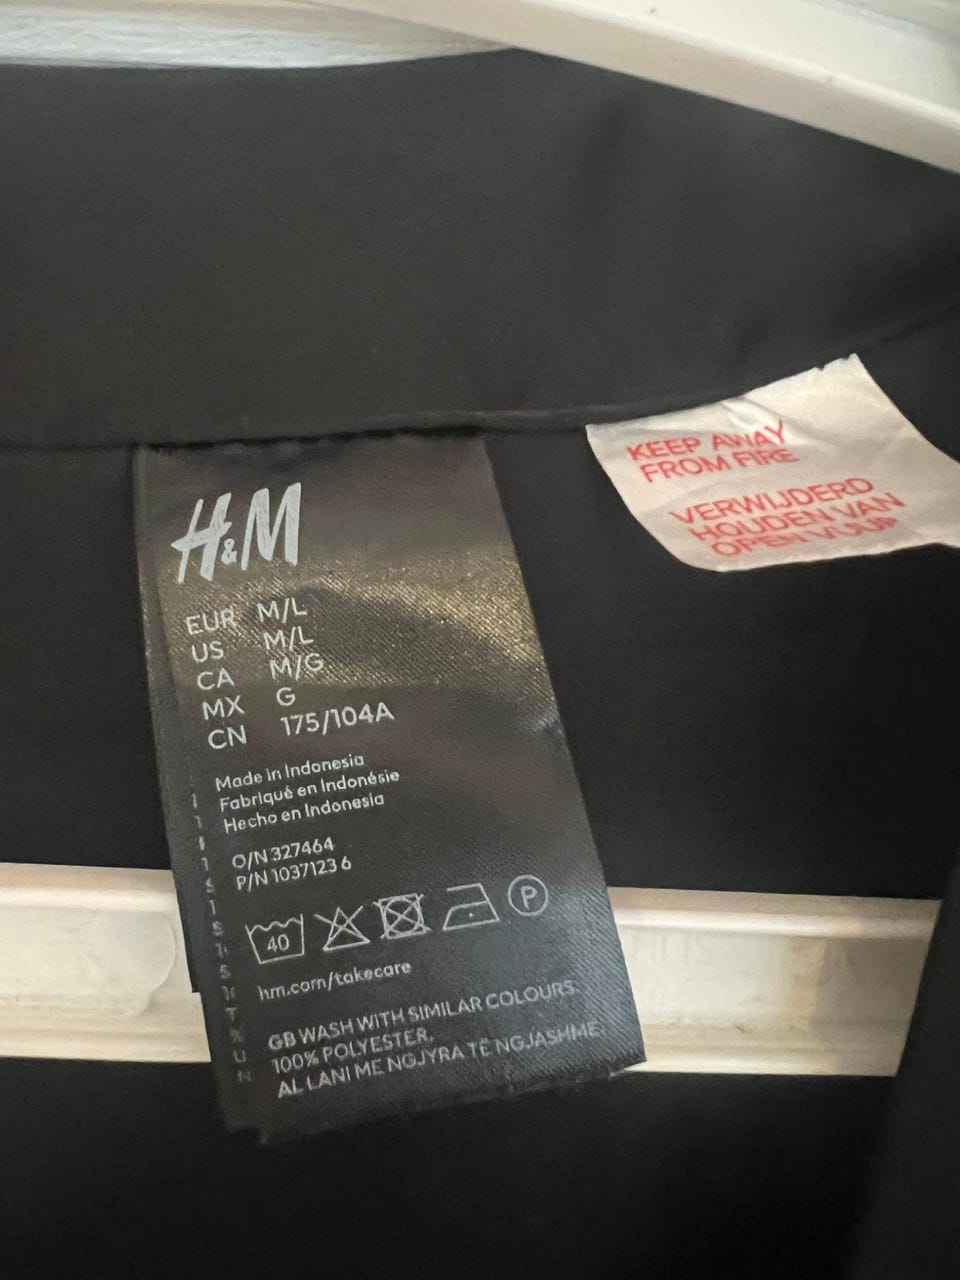 H&M
EUR M/L
US M/L
CA M/G
MX G
CN 175/104A
Made in Indonesia
Fabriqué en Indonésie
Hecho en Indonesia
O/N 327464
P/N 1037123 6
40
P
hm.com/takecare
GB WASH WITH SIMILAR COLOURS.
100% POLYESTER,
AL LANI ME NGJYRA TË NGJASHME.
KEEP AWAY
FROM FIRE
VERWIJDERD
HOUDEN VAN
OPEN VUUR